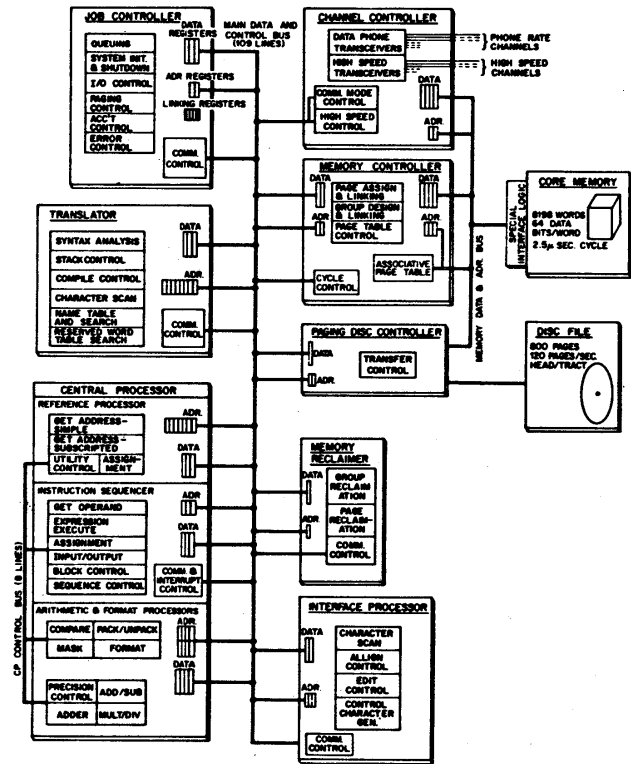 JOB CONTROLLER
QUEUING
SYSTEM INIT.
& SHUTDOWN
I/O CONTROL
PAGING
CONTROL
ACC'T CONTROL
ERROR
CONTROL
DATA
REGISTERS
ADR REGISTERS
LINKING REGISTERS
COMM.
CONTROL
MAIN DATA AND
CONTROL BUS
(109 LINES)
CHANNEL CONTROLLER
DATA PHONE
TRANSCEIVERS
HIGH SPEED
TRANSCEIVERS
COMM. MODE
CONTROL
HIGH SPEED
CONTROL
DATA
ADR.
PHONE RATE
CHANNELS
HIGH SPEED
CHANNELS
TRANSLATOR
SYNTAX ANALYSIS
STACK CONTROL
COMPILE CONTROL
CHARACTER SCAN
NAME TABLE
AND SEARCH
RESERVED WORD
TABLE SEARCH
DATA
ADR.
COMM.
CONTROL
MEMORY CONTROLLER
DATA
PAGE ASSIGN
& LINKING
GROUP DESIGN
& LINKING
PAGE TABLE
CONTROL
ADR.
DATA
ADR.
CYCLE
CONTROL
ASSOCIATIVE
PAGE TABLE
MEMORY DATA & ADR BUS
SPECIAL
INTERFACE LOGIC
CORE MEMORY
8196 WORDS
64 DATA
BITS/WORD
2.5μ SEC. CYCLE
PAGING DISC CONTROLLER
DATA
TRANSFER
CONTROL
ADR.
DISC FILE
800 PAGES
120 PAGES/SEC.
HEAD/TRACT
CENTRAL PROCESSOR
REFERENCE PROCESSOR
GET ADDRESS-
SIMPLE
GET ADDRESS-
SUBSCRIPTED
UTILITY
CONTROL
ASSIGN-
MENT
ADR.
DATA
INSTRUCTION SEQUENCER
GET OPERAND
EXPRESSION
EXECUTE
ASSIGNMENT
INPUT/OUTPUT
BLOCK CONTROL
SEQUENCE CONTROL
ADR.
DATA
COMM. &
INTERRUPT
CONTROL
CP CONTROL BUS (8 LINES)
ARITHMETIC & FORMAT PROCESSORS
COMPARE
PACK/UNPACK
MASK
FORMAT
ADR.
DATA
PRECISION
CONTROL
ADD/SUB
ADDER
MULT/DIV
MEMORY
RECLAIMER
DATA
GROUP
RECLAIM
ATION
PAGE
RECLAIM-
ATION
ADR.
COMM.
CONTROL
INTERFACE PROCESSOR
DATA
CHARACTER
SCAN
ALLIGN
CONTROL
EDIT
CONTROL
CONTROL
CHARACTER
GEN.
ADR.
COMM.
CONTROL